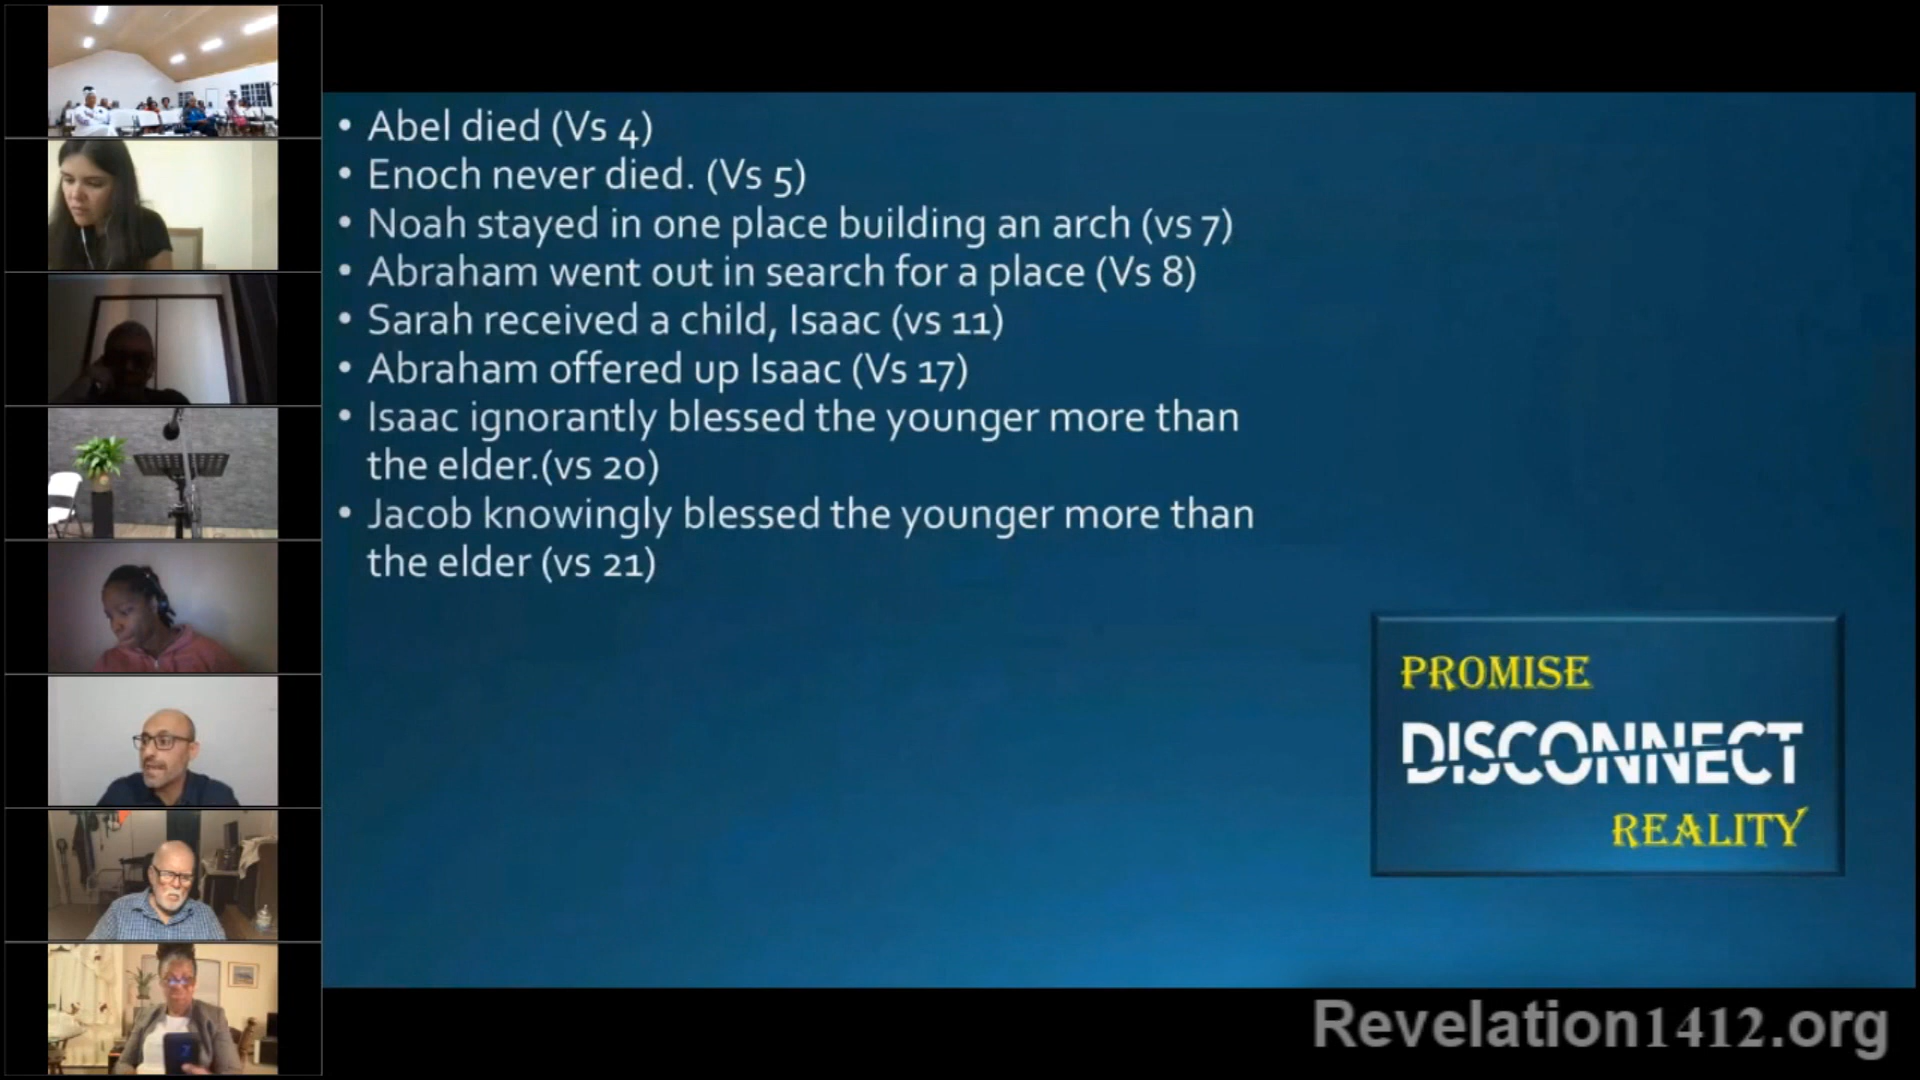 • Abel died (Vs 4)
• Enoch never died. (Vs 5)
• Noah stayed in one place building an arch (vs 7)
• Abraham went out in search for a place (Vs 8)
• Sarah received a child, Isaac (vs 11)
• Abraham offered up Isaac (Vs 17)
• Isaac ignorantly blessed the younger more than
the elder.(vs 20)
• Jacob knowingly blessed the younger more than
the elder (vs 21)
PROMISE
DISCONNECT
REALITY
Revelation1412.org